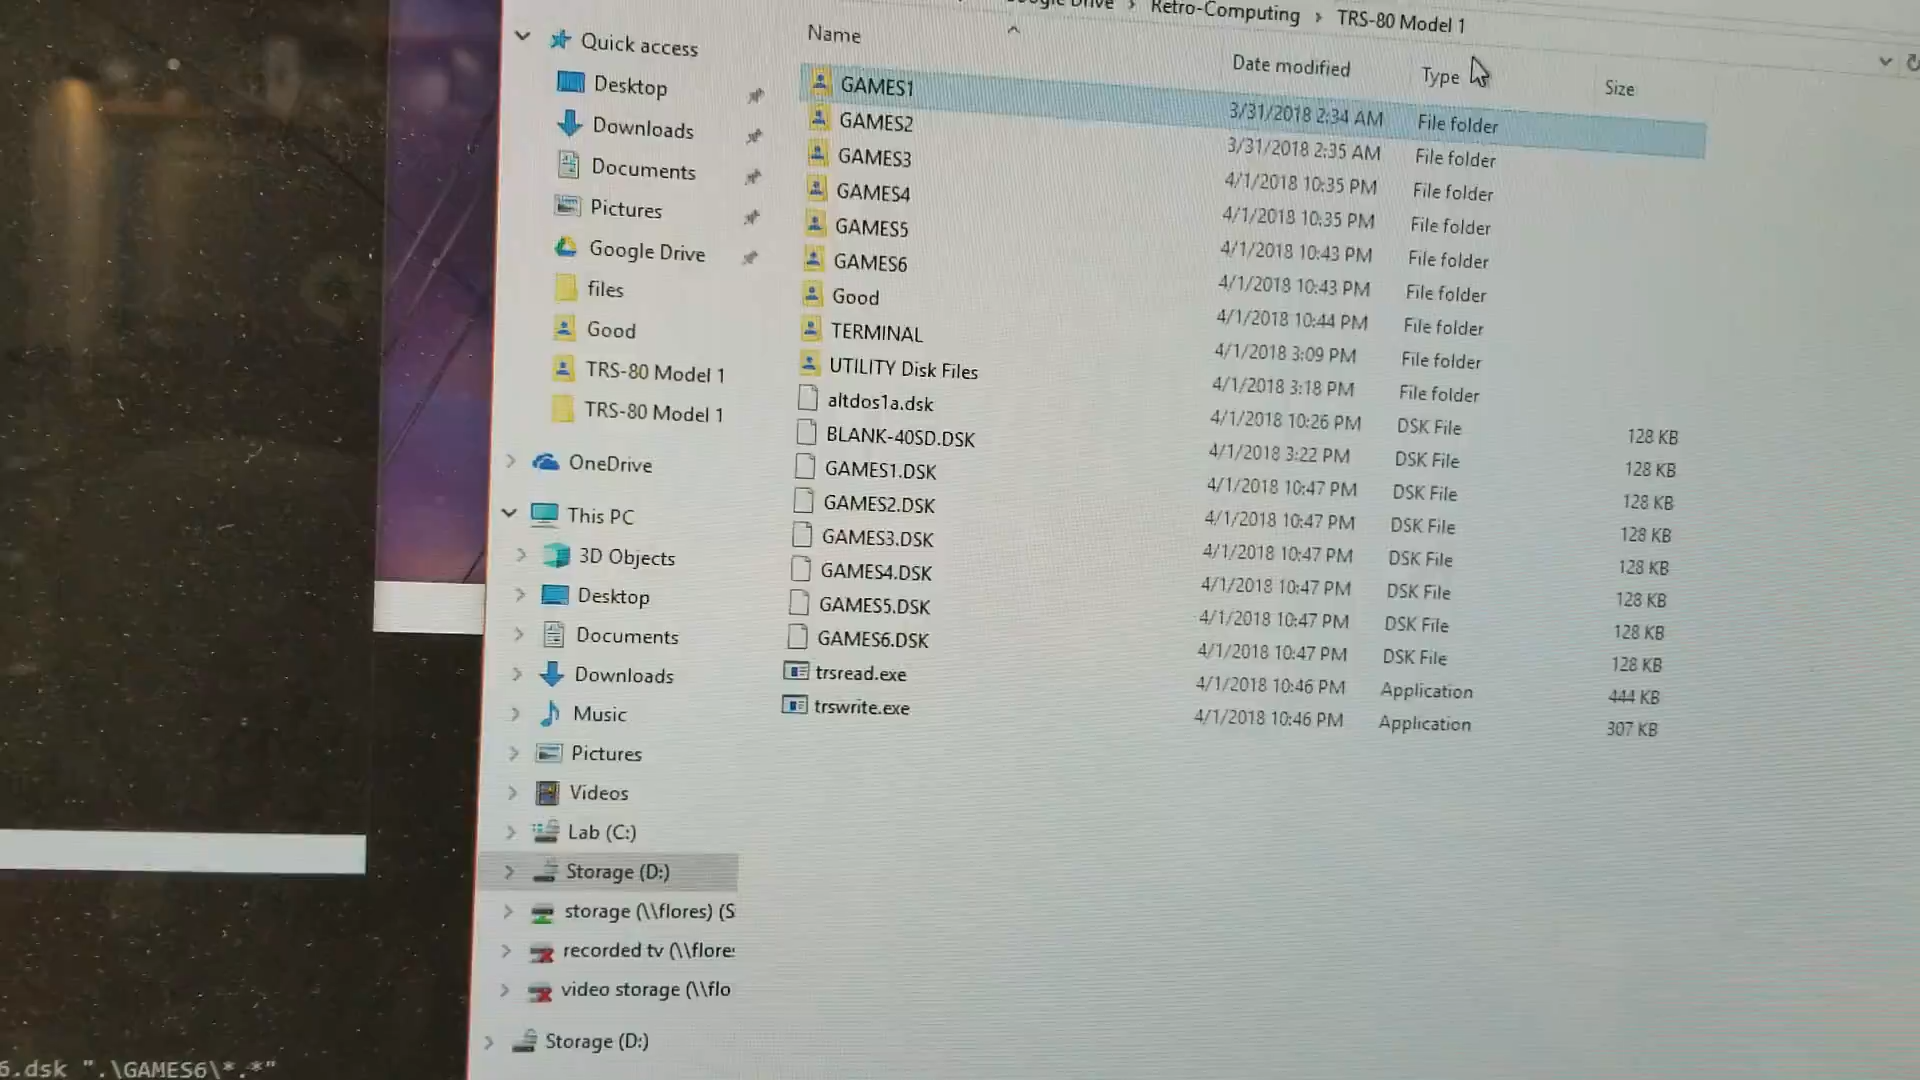 Google Drive > Retro-Computing > TRS-80 Model 1
Name Date modified Type Size
Quick access
Desktop
Downloads
Documents
Pictures
Google Drive
files
Good
TRS-80 Model 1
TRS-80 Model 1
OneDrive
This PC
3D Objects
Desktop
Documents
Downloads
Music
Pictures
Videos
Lab (C:)
Storage (D:)
storage (\\flores) (S
recorded tv (\\flore
video storage (\\flo
Storage (D:)
GAMES1 3/31/2018 2:34 AM File folder
GAMES2 3/31/2018 2:35 AM File folder
GAMES3 4/1/2018 10:35 PM File folder
GAMES4 4/1/2018 10:35 PM File folder
GAMES5 4/1/2018 10:43 PM File folder
GAMES6 4/1/2018 10:43 PM File folder
Good 4/1/2018 10:44 PM File folder
TERMINAL 4/1/2018 3:09 PM File folder
UTILITY Disk Files 4/1/2018 3:18 PM File folder
altdos1a.dsk 4/1/2018 10:26 PM DSK File 128 KB
BLANK-40SD.DSK 4/1/2018 3:22 PM DSK File 128 KB
GAMES1.DSK 4/1/2018 10:47 PM DSK File 128 KB
GAMES2.DSK 4/1/2018 10:47 PM DSK File 128 KB
GAMES3.DSK 4/1/2018 10:47 PM DSK File 128 KB
GAMES4.DSK 4/1/2018 10:47 PM DSK File 128 KB
GAMES5.DSK 4/1/2018 10:47 PM DSK File 128 KB
GAMES6.DSK 4/1/2018 10:47 PM DSK File 128 KB
trsread.exe 4/1/2018 10:46 PM Application 444 KB
trswrite.exe 4/1/2018 10:46 PM Application 307 KB
6.dsk ".\GAMES6\*.*"